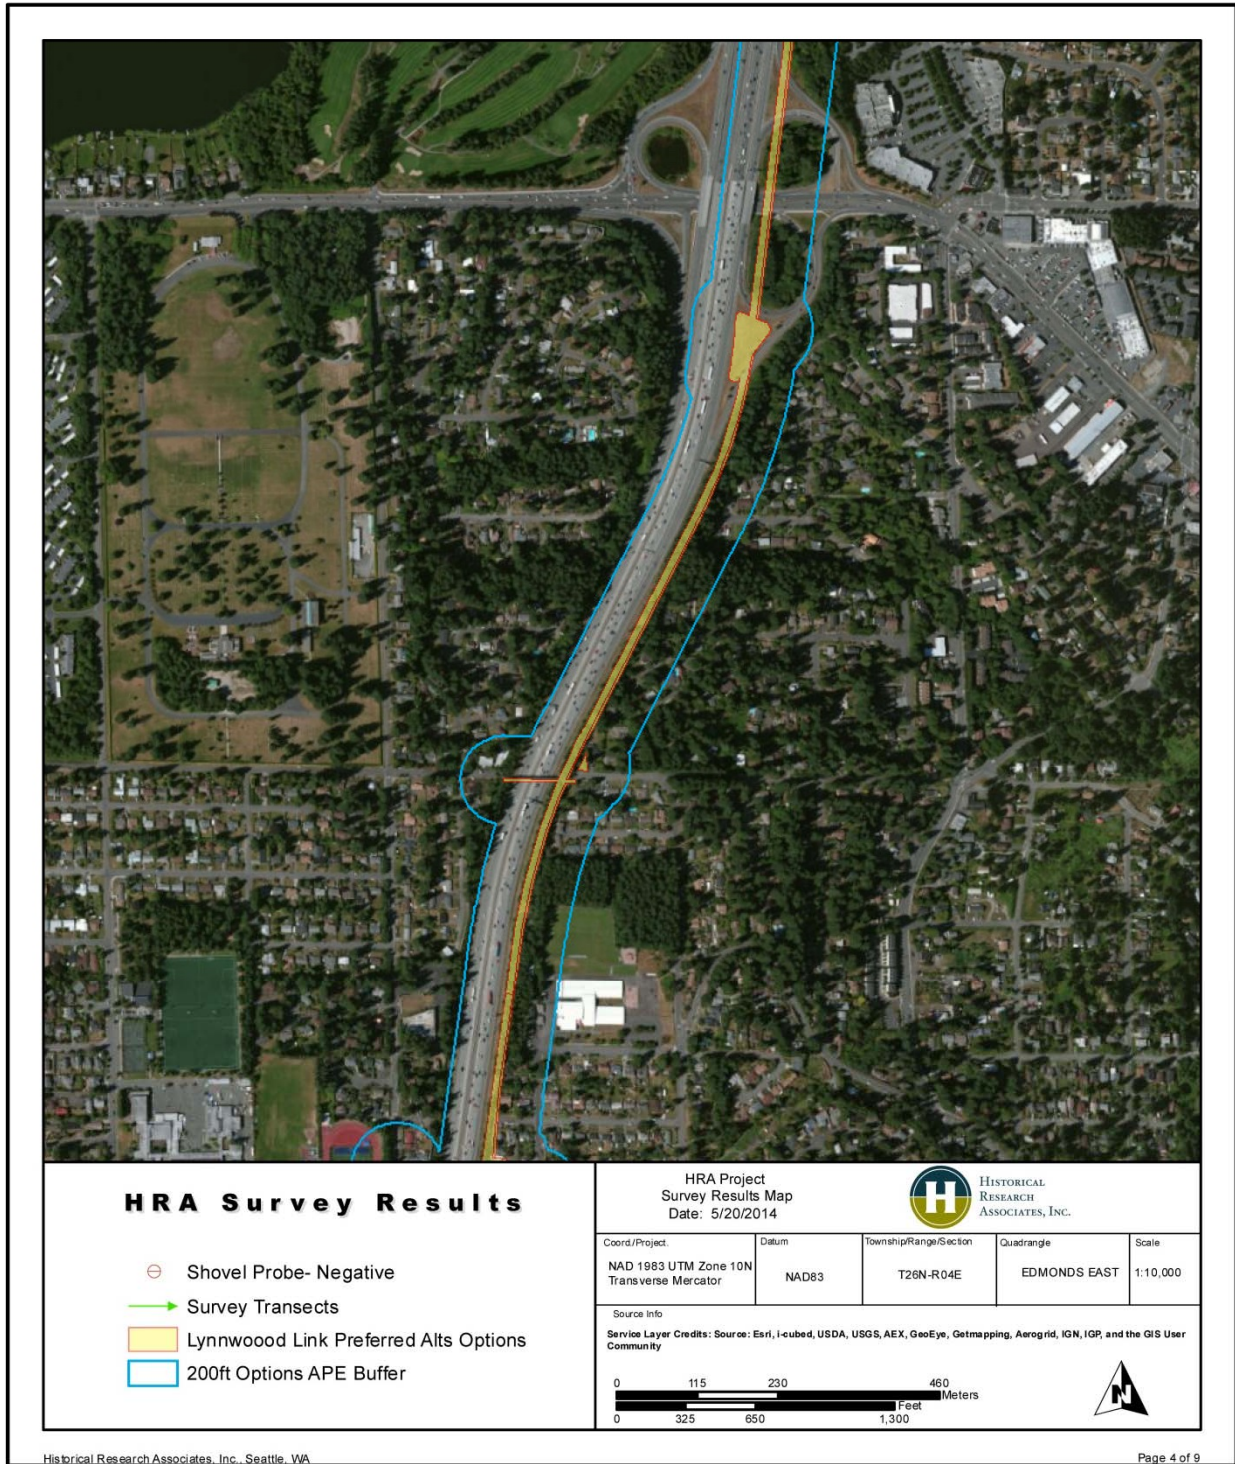 HRA Survey Results
Shovel Probe- Negative
Survey Transects
Lynnwoood Link Preferred Alts Options
200ft Options APE Buffer
HRA Project
Survey Results Map
Date: 5/20/2014
H
HISTORICAL
RESEARCH
ASSOCIATES, INC.
Coord./Project.
NAD 1983 UTM Zone 10N
Transverse Mercator
Datum
NAD83
Township/Range/Section
T26N-R04E
Quadrangle
EDMONDS EAST
Scale
1:10,000
Source Info
Service Layer Credits: Source: Esri, i-cubed, USDA, USGS, AEX, GeoEye, Getmapping, Aerogrid, IGN, IGP, and the GIS User
Community
0 115 230 460
Meters
Feet
0 325 650 1,300
N
Historical Research Associates, Inc., Seattle, WA
Page 4 of 9